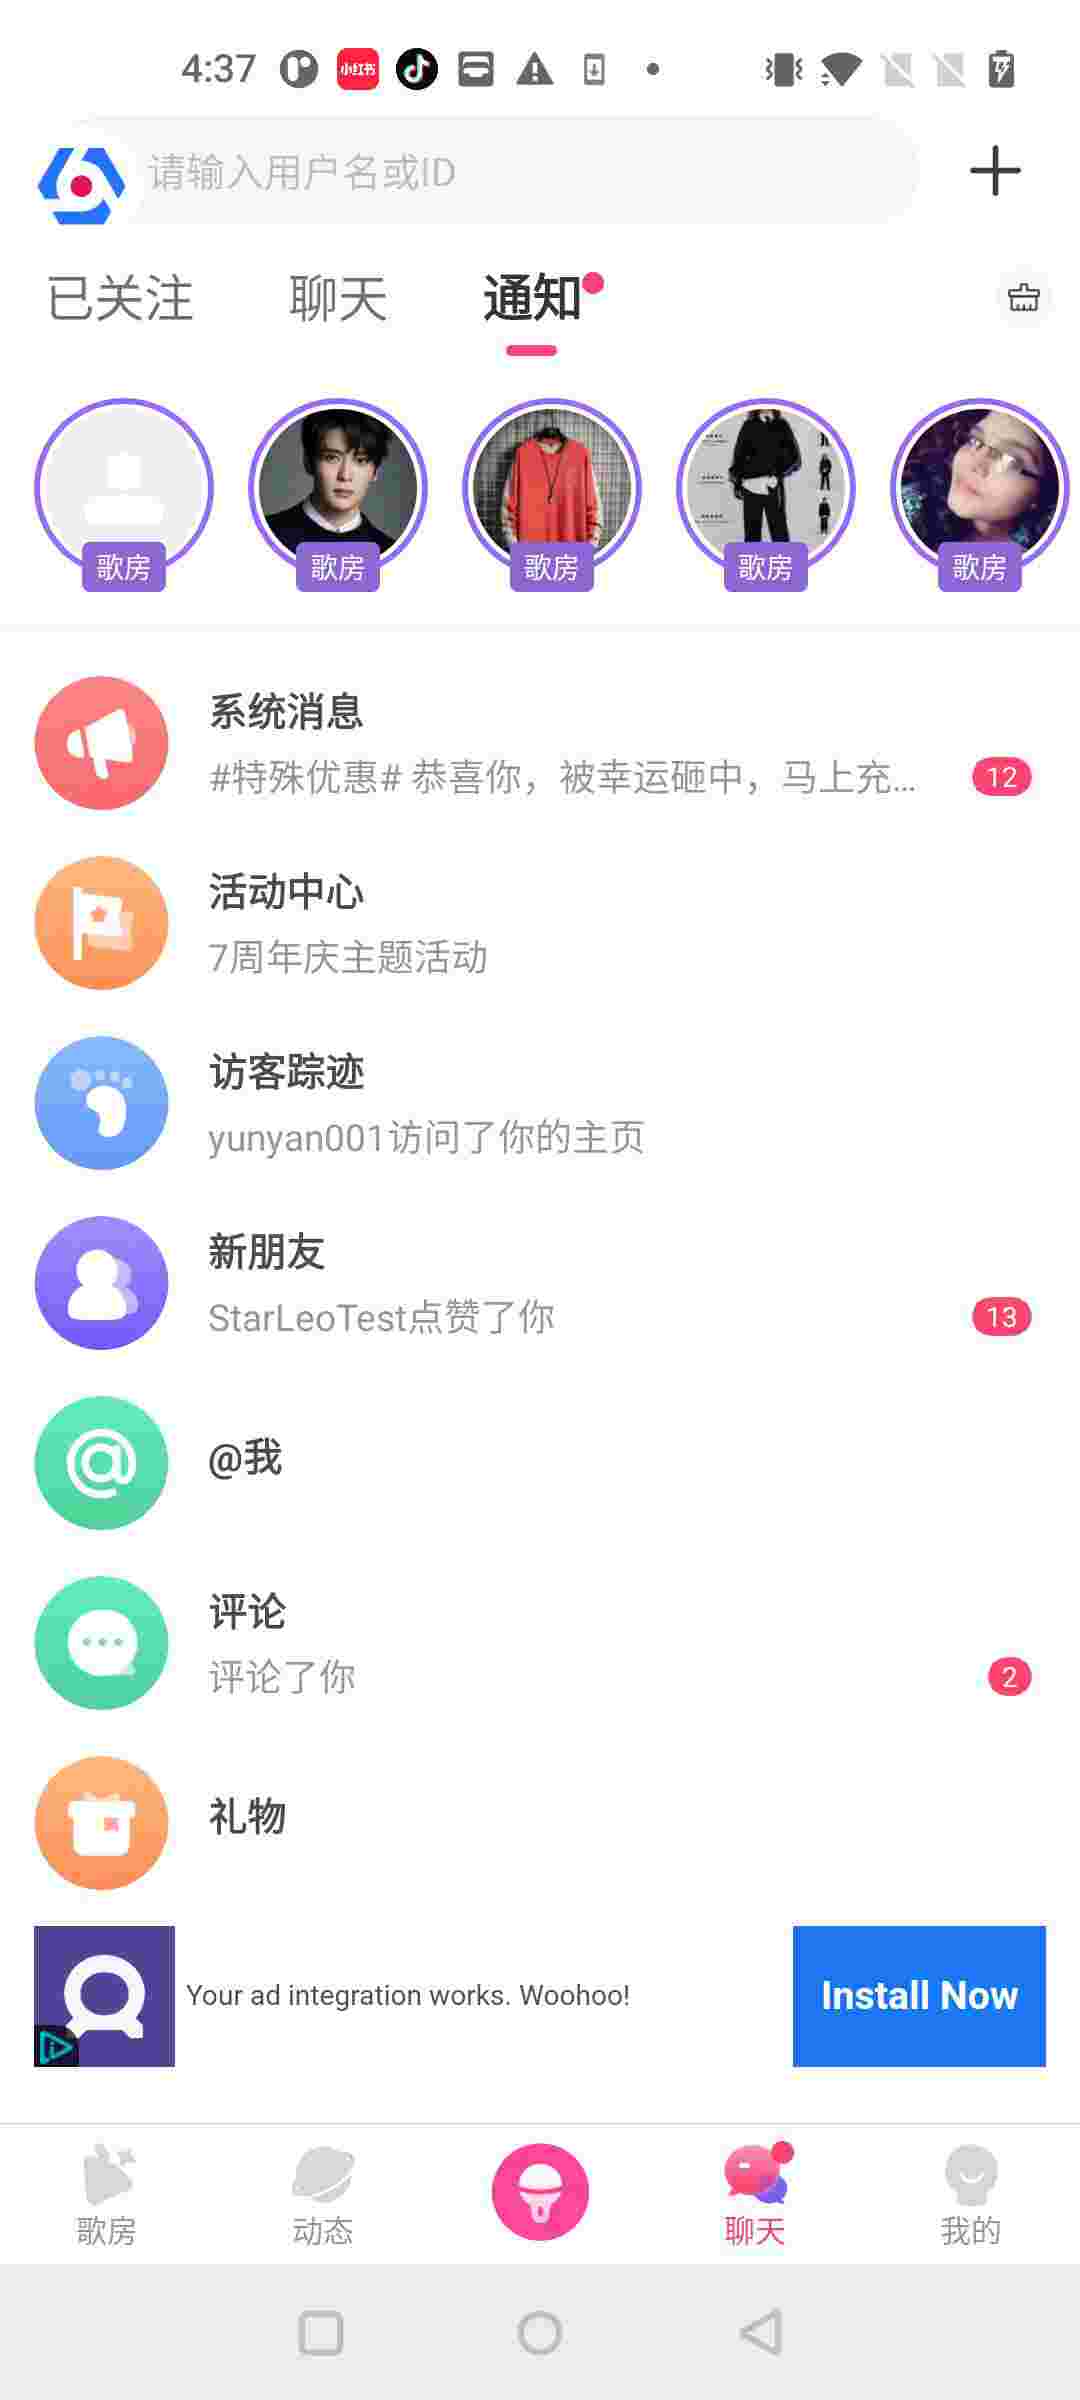 4:37
小红书
请输入用户名或ID
已关注
聊天
通知
歌房
歌房
歌房
歌房
歌房
系统消息
#特殊优惠# 恭喜你，被幸运砸中，马上充...
12
活动中心
7周年庆主题活动
访客踪迹
yunyan001访问了你的主页
新朋友
StarLeoTest点赞了你
13
@我
评论
评论了你
2
礼物
Your ad integration works. Woohoo!
Install Now
歌房
动态
聊天
我的